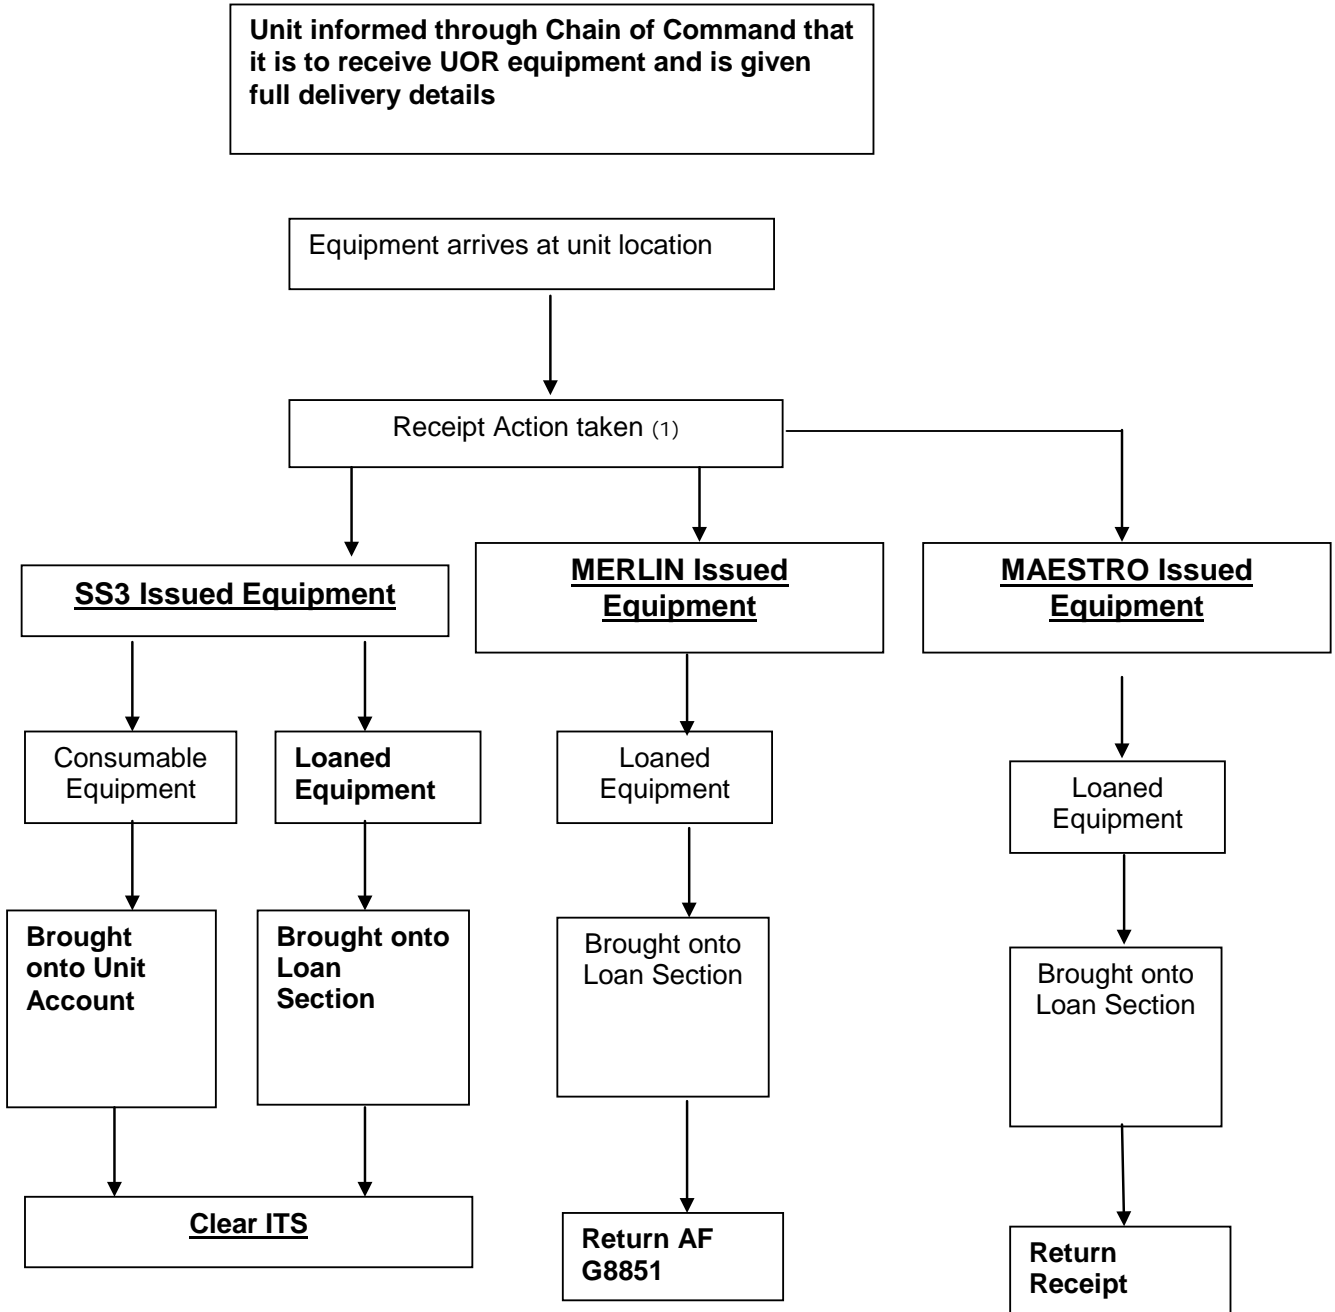 Unit informed through Chain of Command that
it is to receive UOR equipment and is given
full delivery details
Equipment arrives at unit location
Receipt Action taken (1)
SS3 Issued Equipment
MERLIN Issued
Equipment
MAESTRO Issued
Equipment
Consumable
Equipment
Loaned
Equipment
Loaned
Equipment
Loaned
Equipment
Brought
onto Unit
Account
Brought onto
Loan
Section
Brought onto
Loan Section
Brought onto
Loan Section
Clear ITS
Return AF
G8851
Return
Receipt